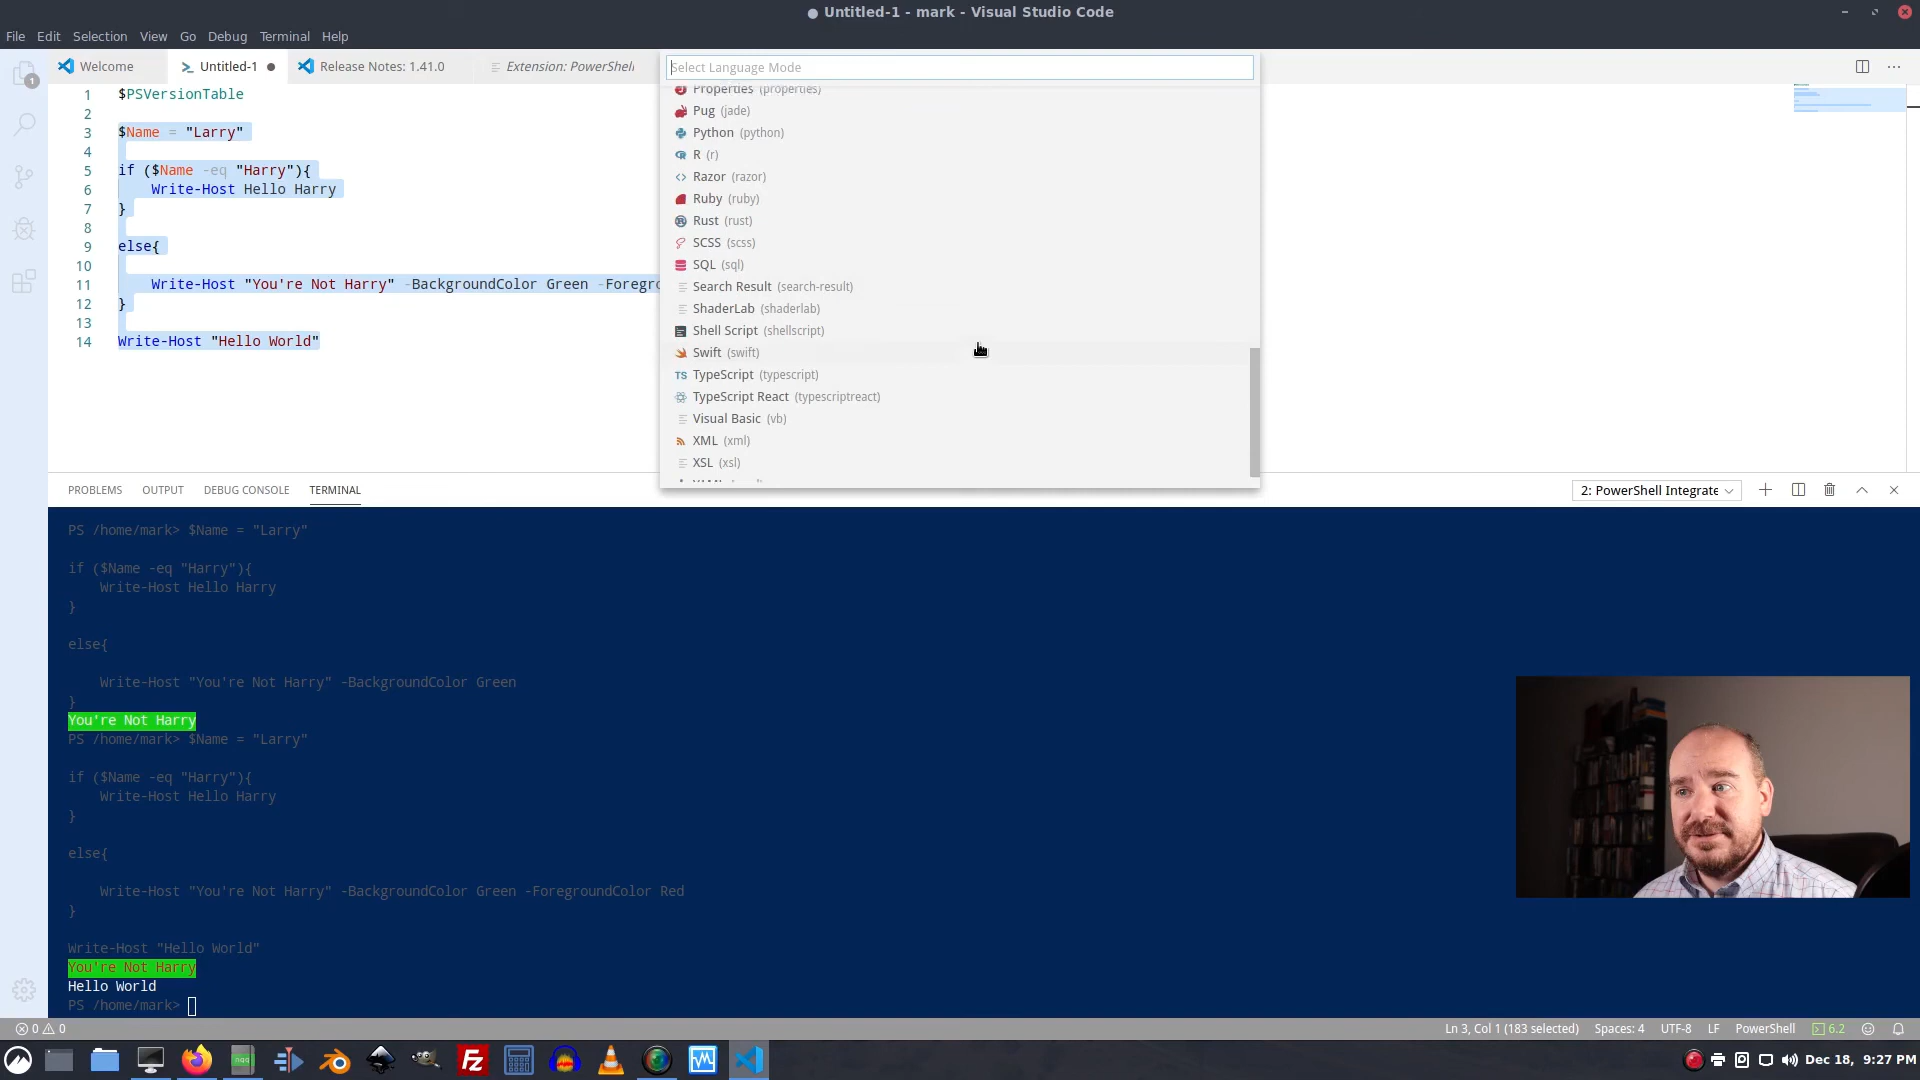 ● Untitled-1 - mark - Visual Studio Code
File Edit Selection View Go Debug Terminal Help
Welcome Untitled-1 ● Release Notes: 1.41.0 Extension: PowerShell
1 $PSVersionTable
2
3 $Name = "Larry"
4
5 if ($Name -eq "Harry"){
6 Write-Host Hello Harry
7 }
8
9 else{
10
11 Write-Host "You're Not Harry" -BackgroundColor Green -Foregro
12 }
13
14 Write-Host "Hello World"
Select Language Mode
Properties (properties)
Pug (jade)
Python (python)
R (r)
Razor (razor)
Ruby (ruby)
Rust (rust)
SCSS (scss)
SQL (sql)
Search Result (search-result)
ShaderLab (shaderlab)
Shell Script (shellscript)
Swift (swift)
TS TypeScript (typescript)
TypeScript React (typescriptreact)
Visual Basic (vb)
XML (xml)
XSL (xsl)
1
PROBLEMS OUTPUT DEBUG CONSOLE TERMINAL 2: PowerShell Integrate
PS /home/mark> $Name = "Larry"
if ($Name -eq "Harry"){
Write-Host Hello Harry
}
else{
Write-Host "You're Not Harry" -BackgroundColor Green
}
You're Not Harry
PS /home/mark> $Name = "Larry"
if ($Name -eq "Harry"){
Write-Host Hello Harry
}
else{
Write-Host "You're Not Harry" -BackgroundColor Green -ForegroundColor Red
}
Write-Host "Hello World"
You're Not Harry
Hello World
PS /home/mark>
0 0 Ln 3, Col 1 (183 selected) Spaces: 4 UTF-8 LF PowerShell 6.2
nqq Fz Dec 18, 9:27 PM